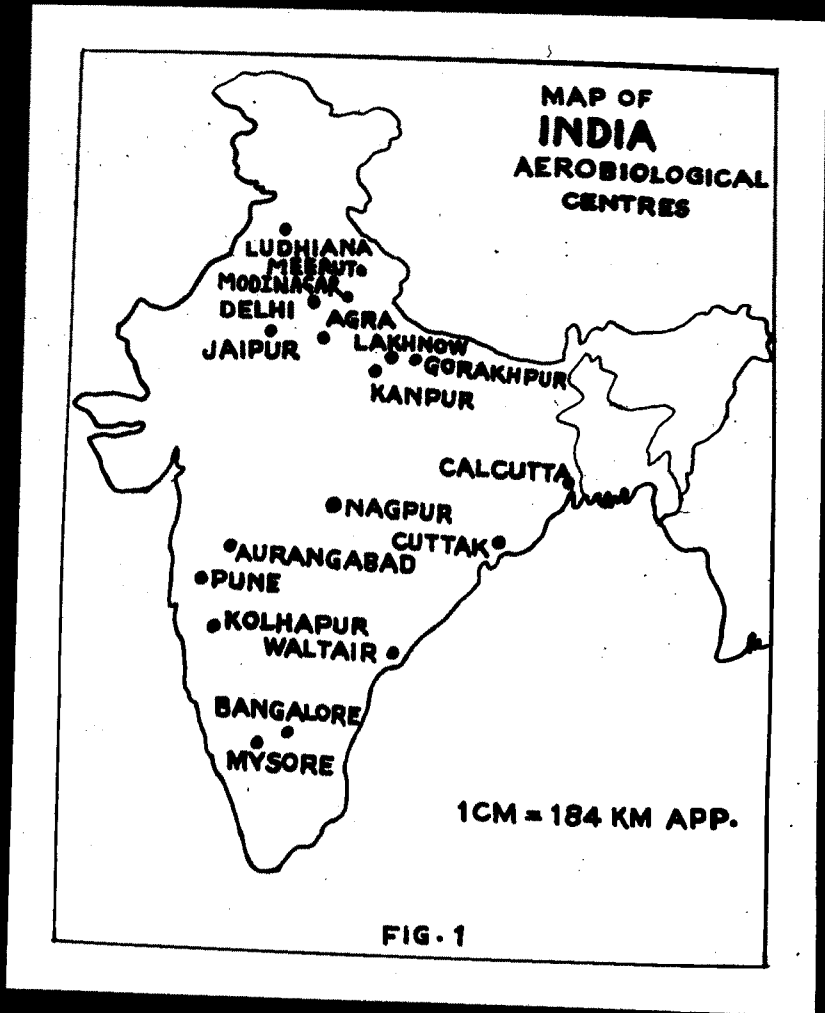 MAP OF
INDIA
AEROBIOLOGICAL
CENTRES
LUDHIANA
MEERUT
MODINAGAR
DELHI
AGRA
JAIPUR
LAKHNOW
GORAKHPUR
KANPUR
CALCUTTA
NAGPUR
CUTTAK
AURANGABAD
PUNE
KOLHAPUR
WALTAIR
BANGALORE
MYSORE
1CM = 184 KM APP.
FIG. 1